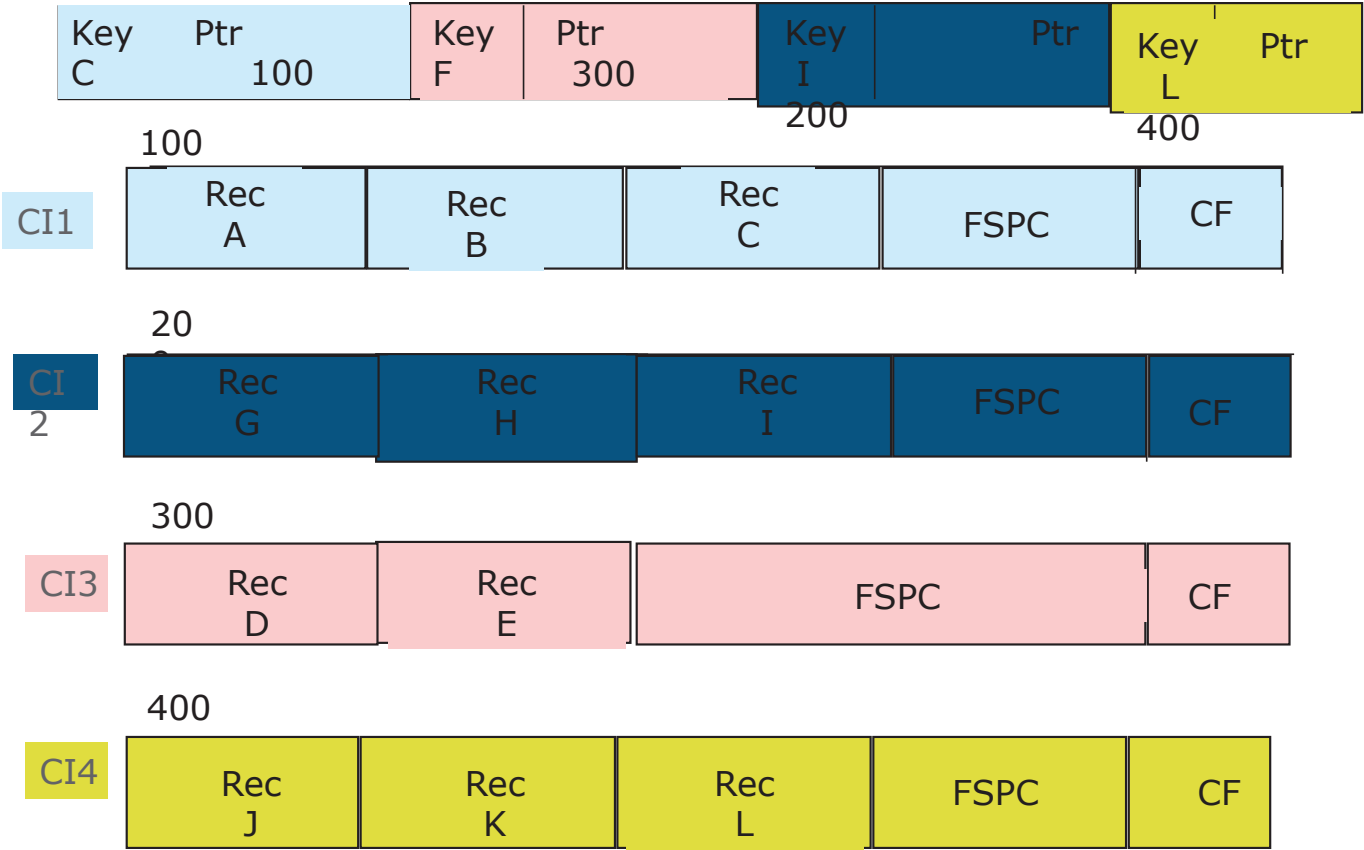 Key Ptr
C 100
Key Ptr
F 300
Key Ptr
I
200
Key Ptr
L
400
100
CI1
Rec
A
Rec
B
Rec
C
FSPC
CF
20
CI
2
Rec
G
Rec
H
Rec
I
FSPC
CF
300
CI3
Rec
D
Rec
E
FSPC
CF
400
CI4
Rec
J
Rec
K
Rec
L
FSPC
CF